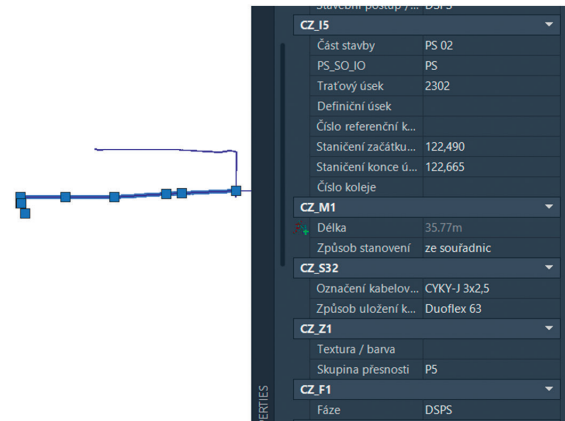 CZ_I5
Část stavby PS 02
PS_SO_IO PS
Traťový úsek 2302
Definiční úsek
Číslo referenční k...
Staničení začátku... 122,490
Staničení konce ú... 122,665
Číslo koleje
CZ_M1
Délka 35.77m
Způsob stanovení ze souřadnic
CZ_S32
Označení kabelov... CYKY-J 3x2,5
Způsob uložení k... Duoflex 63
CZ_Z1
Textura / barva
Skupina přesnosti P5
CZ_F1
Fáze DSPS